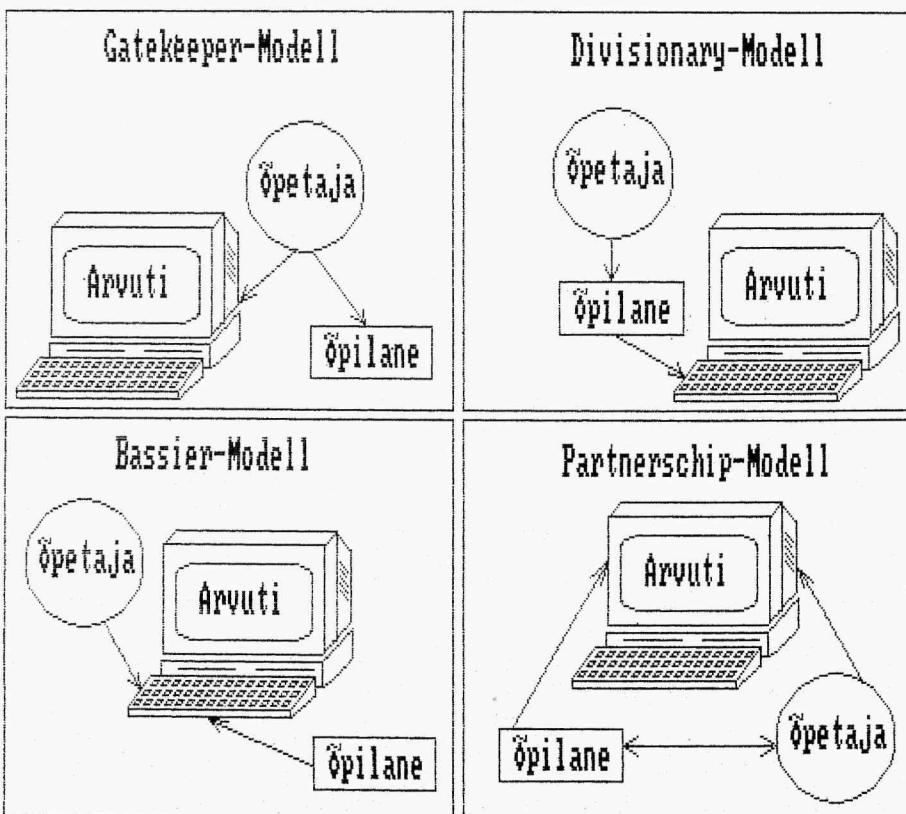 Gatekeeper-Modell
Õpetaja
Arvuti
Õpilane
Divisionary-Modell
Õpetaja
Õpilane
Arvuti
Bassier-Modell
Õpetaja
Arvuti
Õpilane
Partnerschip-Modell
Arvuti
Õpilane
Õpetaja